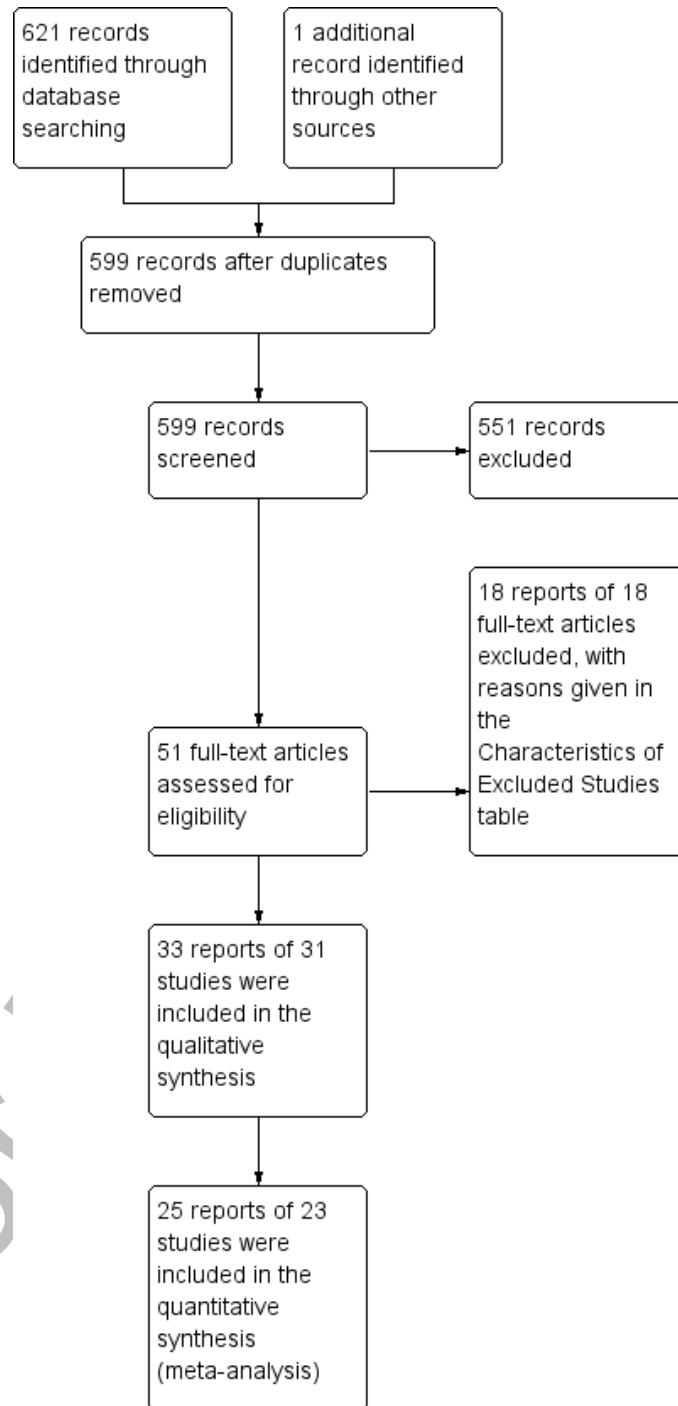 621 records
identified through
database
searching
1 additional
record identified
through other
sources
599 records after duplicates
removed
599 records
screened
551 records
excluded
18 reports of 18
full-text articles
excluded, with
reasons given in
the
Characteristics of
Excluded Studies
table
51 full-text articles
assessed for
eligibility
33 reports of 31
studies were
included in the
qualitative
synthesis
25 reports of 23
studies were
included in the
quantitative
synthesis
(meta-analysis)